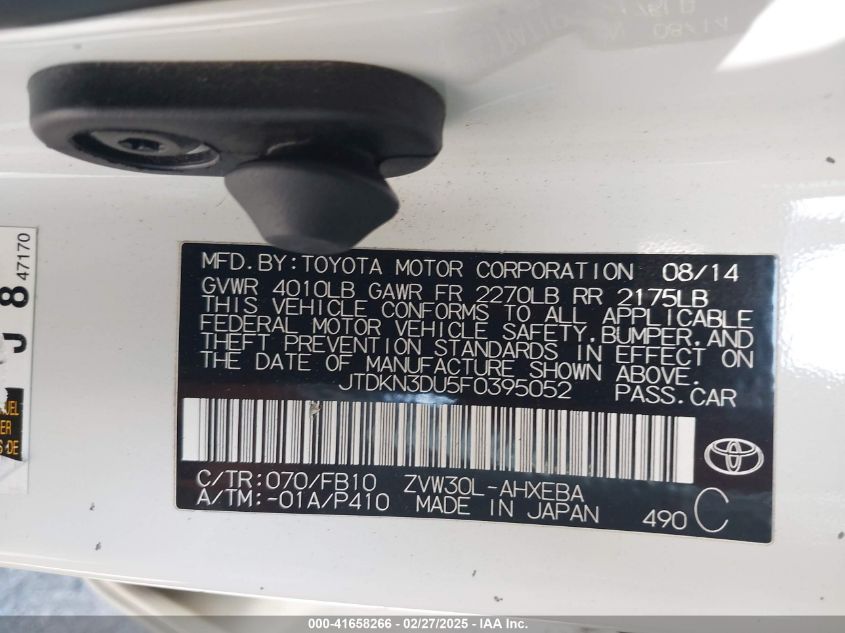 MFD.BY:TOYOTA MOTOR CORPORATION 08/14
GVWR 4010LB GAWR FR 2270LB RR 2175LB
THIS VEHICLE CONFORMS TO ALL APPLICABLE
FEDERAL MOTOR VEHICLE SAFETY,BUMPER,AND
THEFT PREVENTION STANDARDS IN EFFECT ON
THE DATE OF MANUFACTURE SHOWN ABOVE.
JTDKN3DU5F0395052 PASS.CAR
C/TR:070/FB10 ZVW30L-AHXEBA
A/TM:-01A/P410 MADE IN JAPAN 490 C
J 8 47170
000-41658266 - 02/27/2025 - IAA Inc.